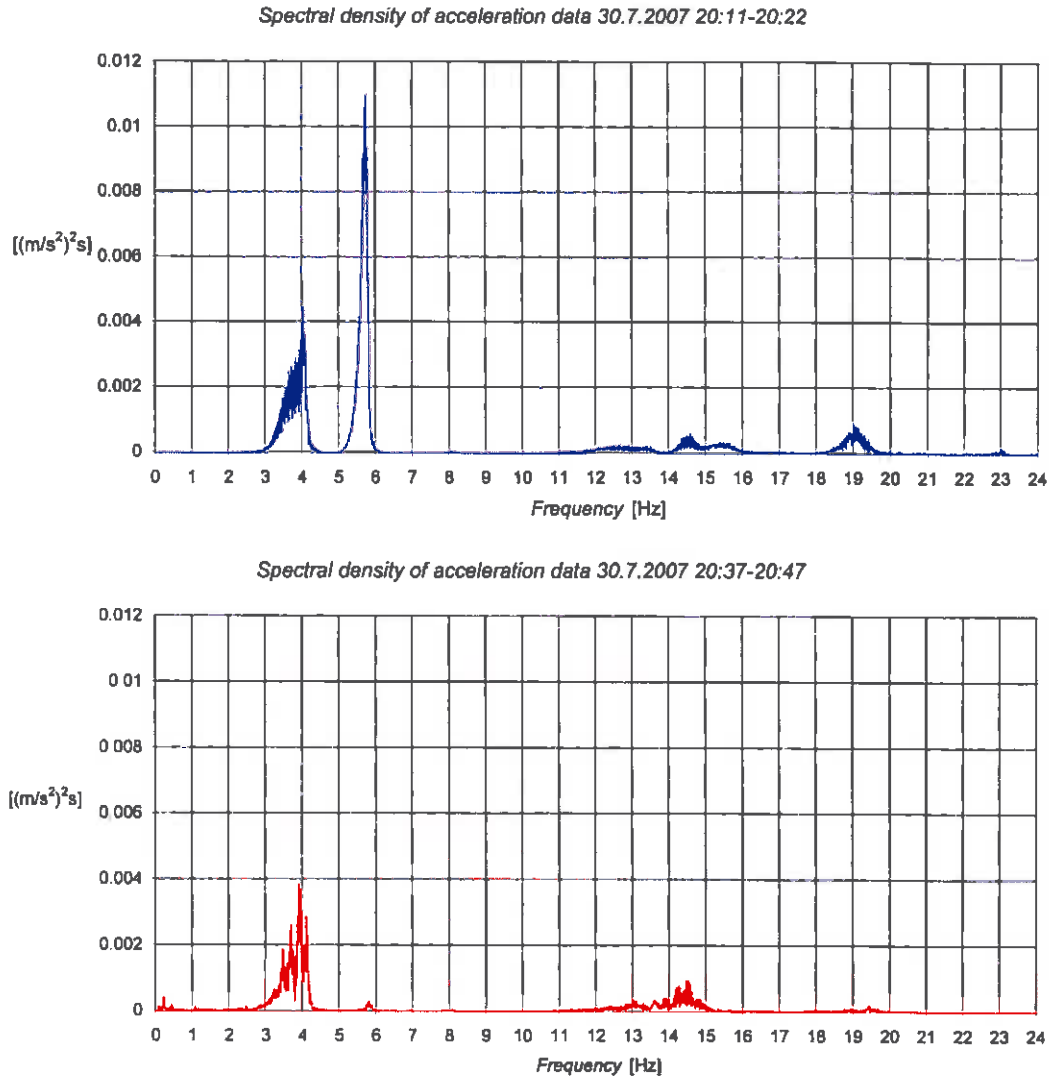 Spectral density of acceleration data 30.7.2007 20:11-20:22
0.012
0.01
0.008
[(m/s²)²s] 0.006
0.004
0.002
0
0 1 2 3 4 5 6 7 8 9 10 11 12 13 14 15 16 17 18 19 20 21 22 23 24
Frequency [Hz]
Spectral density of acceleration data 30.7.2007 20:37-20:47
0.012
0.01
0.008
[(m/s²)²s] 0.006
0.004
0.002
0
0 1 2 3 4 5 6 7 8 9 10 11 12 13 14 15 16 17 18 19 20 21 22 23 24
Frequency [Hz]